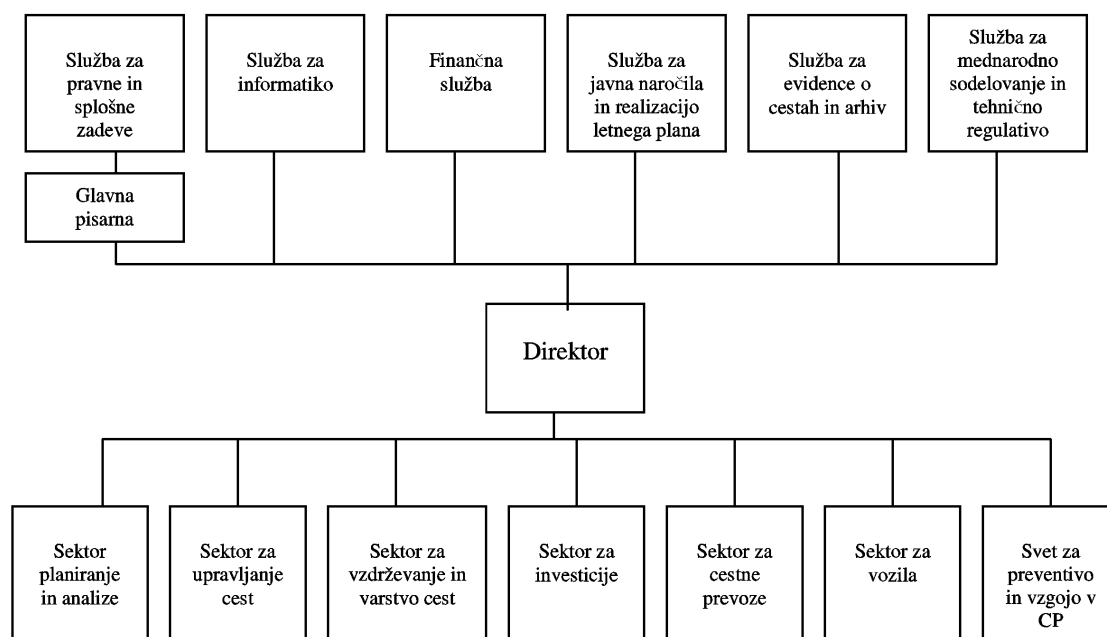 Služba za
pravne in
splošne
zadeve
Služba za
informatiko
Finančna
služba
Služba za
javna naročila
in realizacijo
letnega plana
Služba za
evidence o
cestah in arhiv
Služba za
mednarodno
sodelovanje in
tehnično
regulativo
Glavna
pisarna
Direktor
Sektor
planiranje
in analize
Sektor za
upravljanje
cest
Sektor za
vzdrževanje in
varstvo cest
Sektor za
investicije
Sektor za
cestne
prevoze
Sektor za
vozila
Svet za
preventivo
in vzgojo v
CP